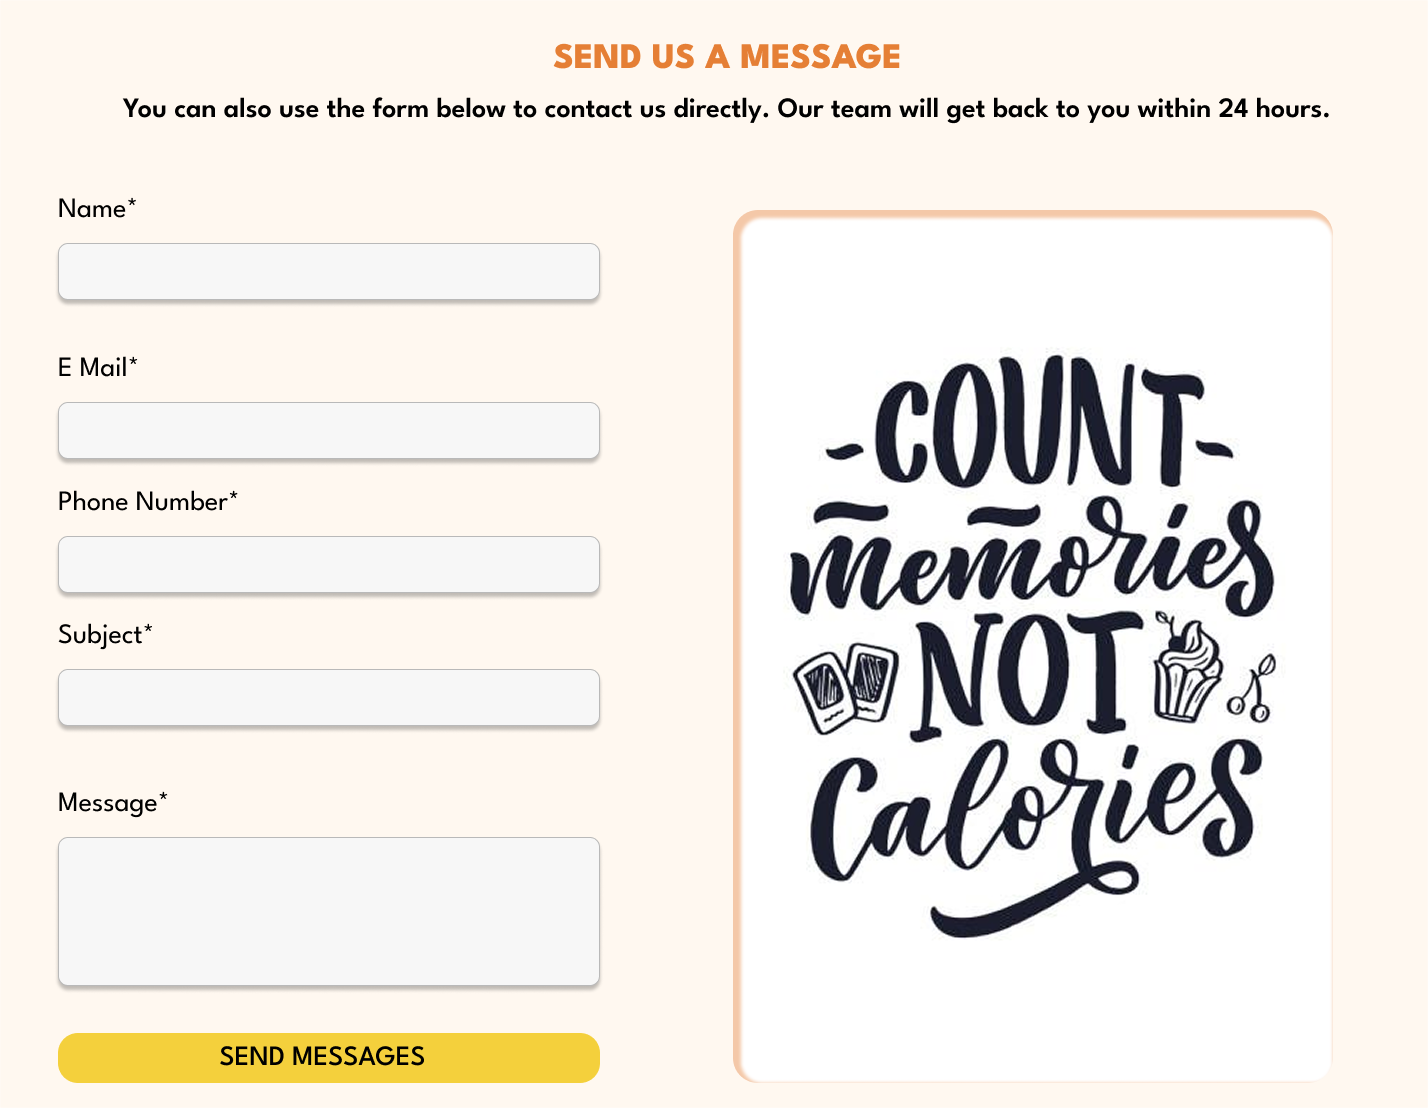 SEND US A MESSAGE
You can also use the form below to contact us directly. Our team will get back to you within 24 hours.
Name*
E Mail*
Phone Number*
Subject*
Message*
SEND MESSAGES
-COUNT-
memories
NOT
Calories